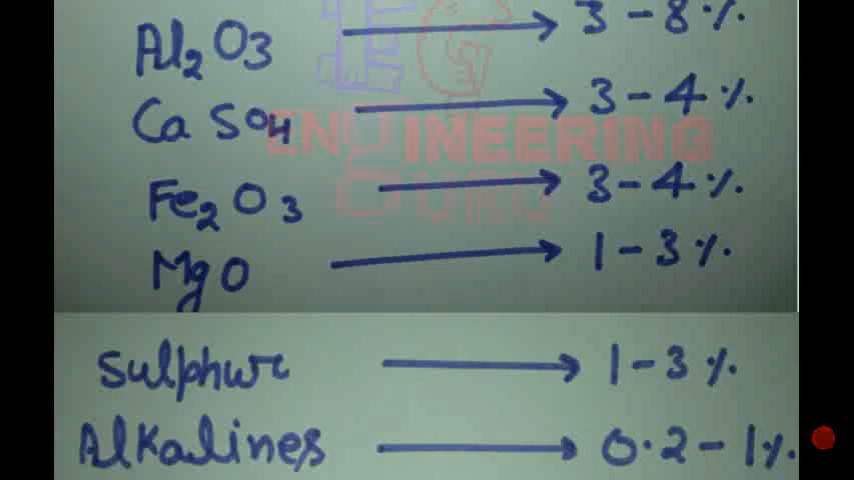 Al2O3 → 3-8%
CaSO4 → 3-4%
ENGINEERING
Fe2O3 → 3-4%
GURU
MgO → 1-3%
Sulphur → 1-3%
Alkalines → 0.2-1%